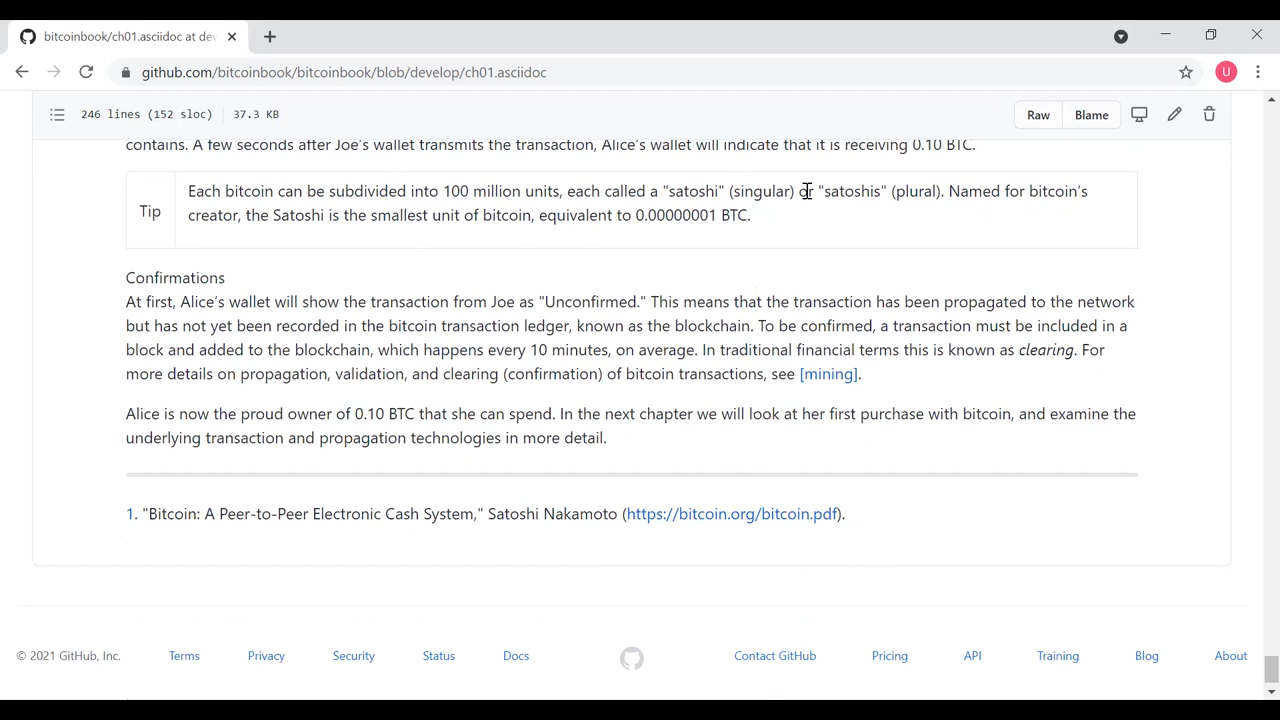 bitcoinbook/ch01.asciidoc at dev
github.com/bitcoinbook/bitcoinbook/blob/develop/ch01.asciidoc
U
246 lines (152 sloc) 37.3 KB
Raw Blame
contains. A few seconds after Joe's wallet transmits the transaction, Alice's wallet will indicate that it is receiving 0.10 BTC.
Tip
Each bitcoin can be subdivided into 100 million units, each called a "satoshi" (singular) or "satoshis" (plural). Named for bitcoin's
creator, the Satoshi is the smallest unit of bitcoin, equivalent to 0.00000001 BTC.
Confirmations
At first, Alice's wallet will show the transaction from Joe as "Unconfirmed." This means that the transaction has been propagated to the network
but has not yet been recorded in the bitcoin transaction ledger, known as the blockchain. To be confirmed, a transaction must be included in a
block and added to the blockchain, which happens every 10 minutes, on average. In traditional financial terms this is known as clearing. For
more details on propagation, validation, and clearing (confirmation) of bitcoin transactions, see [mining].
Alice is now the proud owner of 0.10 BTC that she can spend. In the next chapter we will look at her first purchase with bitcoin, and examine the
underlying transaction and propagation technologies in more detail.
1. "Bitcoin: A Peer-to-Peer Electronic Cash System," Satoshi Nakamoto (https://bitcoin.org/bitcoin.pdf).
© 2021 GitHub, Inc. Terms Privacy Security Status Docs Contact GitHub Pricing API Training Blog About